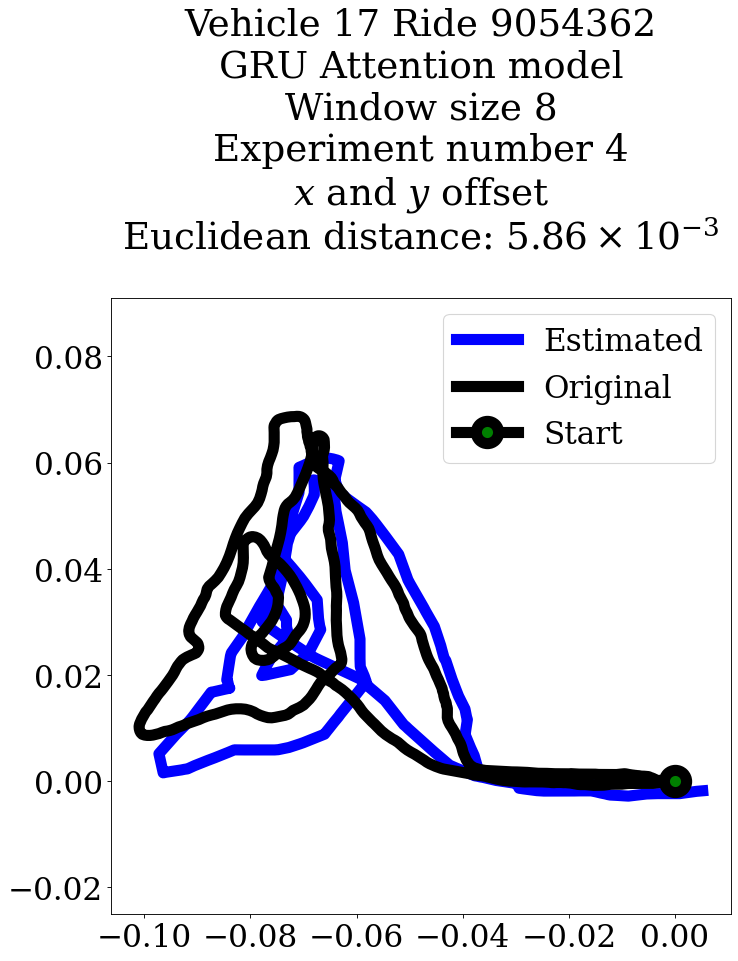 Vehicle 17 Ride 9054362
GRU Attention model
Window size 8
Experiment number 4
x and y offset
Euclidean distance: 5.86 × 10⁻³
Estimated
Original
Start
0.08
0.06
0.04
0.02
0.00
−0.02
−0.10 −0.08 −0.06 −0.04 −0.02 0.00